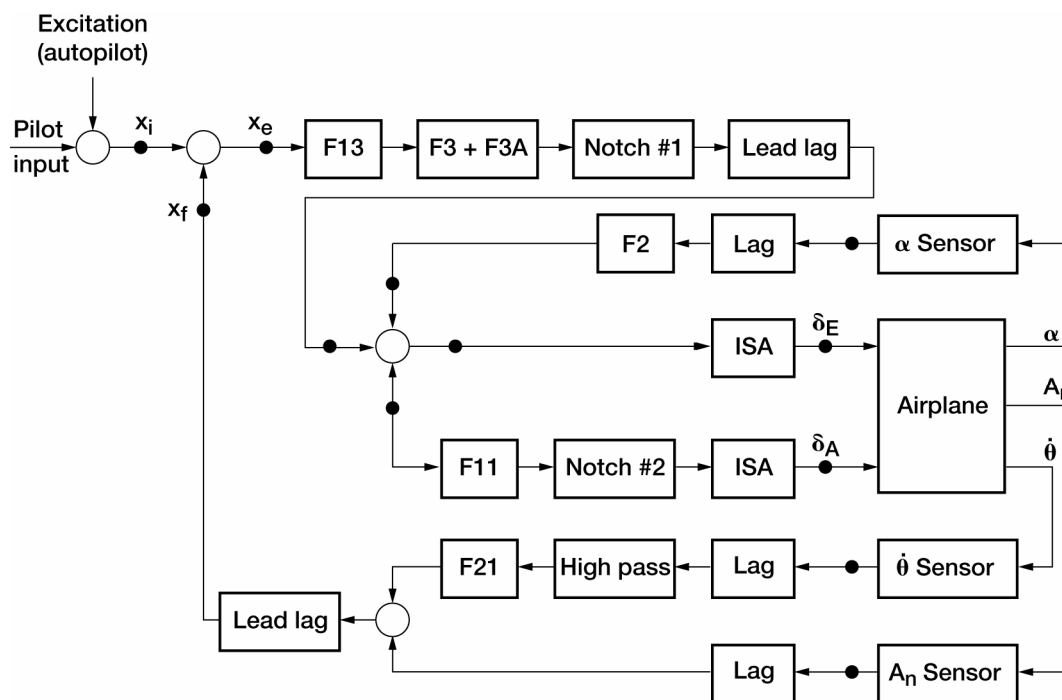 Excitation
(autopilot)
Pilot
input
xi
xe
xf
F13
F3 + F3A
Notch #1
Lead lag
F2
Lag
α Sensor
ISA
δE
Airplane
α
An
θ̇
F11
Notch #2
ISA
δA
F21
High pass
Lag
θ̇ Sensor
Lead lag
Lag
An Sensor